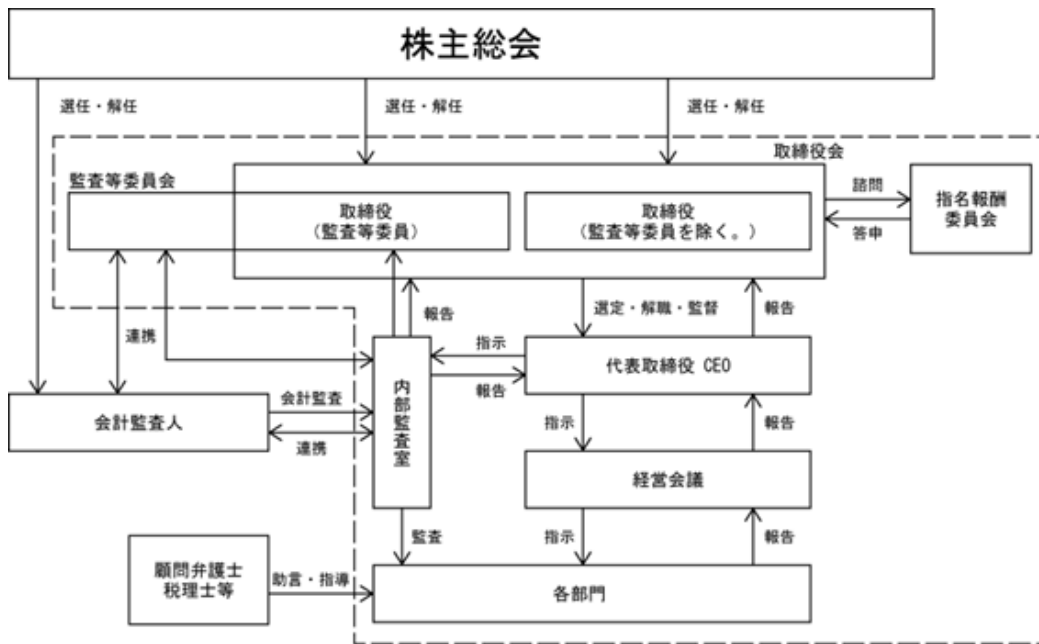 株主総会
選任・解任
選任・解任
選任・解任
取締役会
監査等委員会
取締役
（監査等委員）
取締役
（監査等委員を除く。）
諮問
答申
指名報酬
委員会
連携
報告
選定・解職・監督
報告
指示
報告
代表取締役 CEO
会計監査人
会計監査
連携
内部監査室
指示
報告
経営会議
監査
指示
報告
顧問弁護士
税理士等
助言・指導
各部門